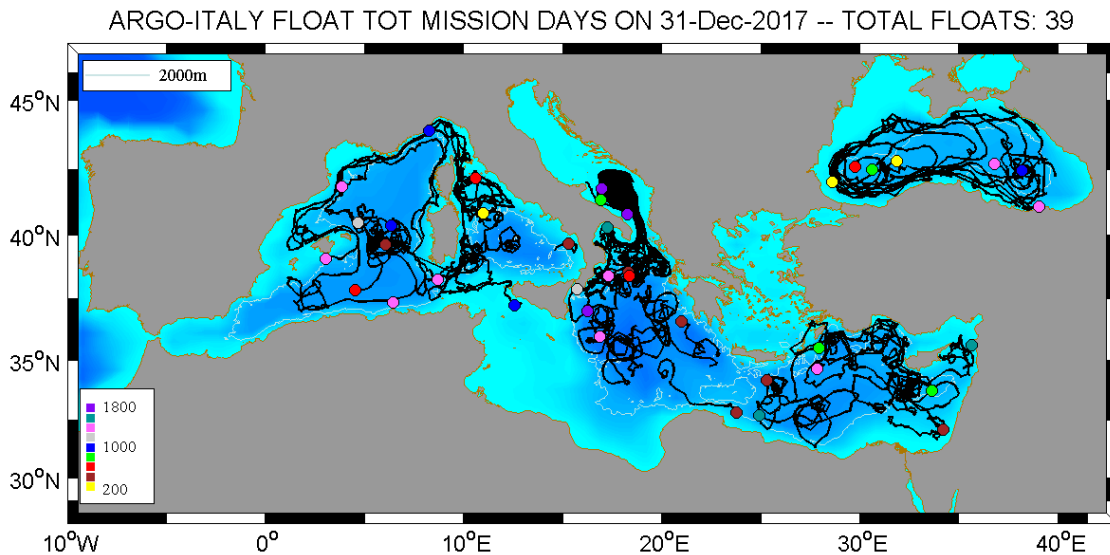 ARGO-ITALY FLOAT TOT MISSION DAYS ON 31-Dec-2017 -- TOTAL FLOATS: 39
2000m
45°N
40°N
35°N
30°N
1800
1000
200
10°W
0°
10°E
20°E
30°E
40°E